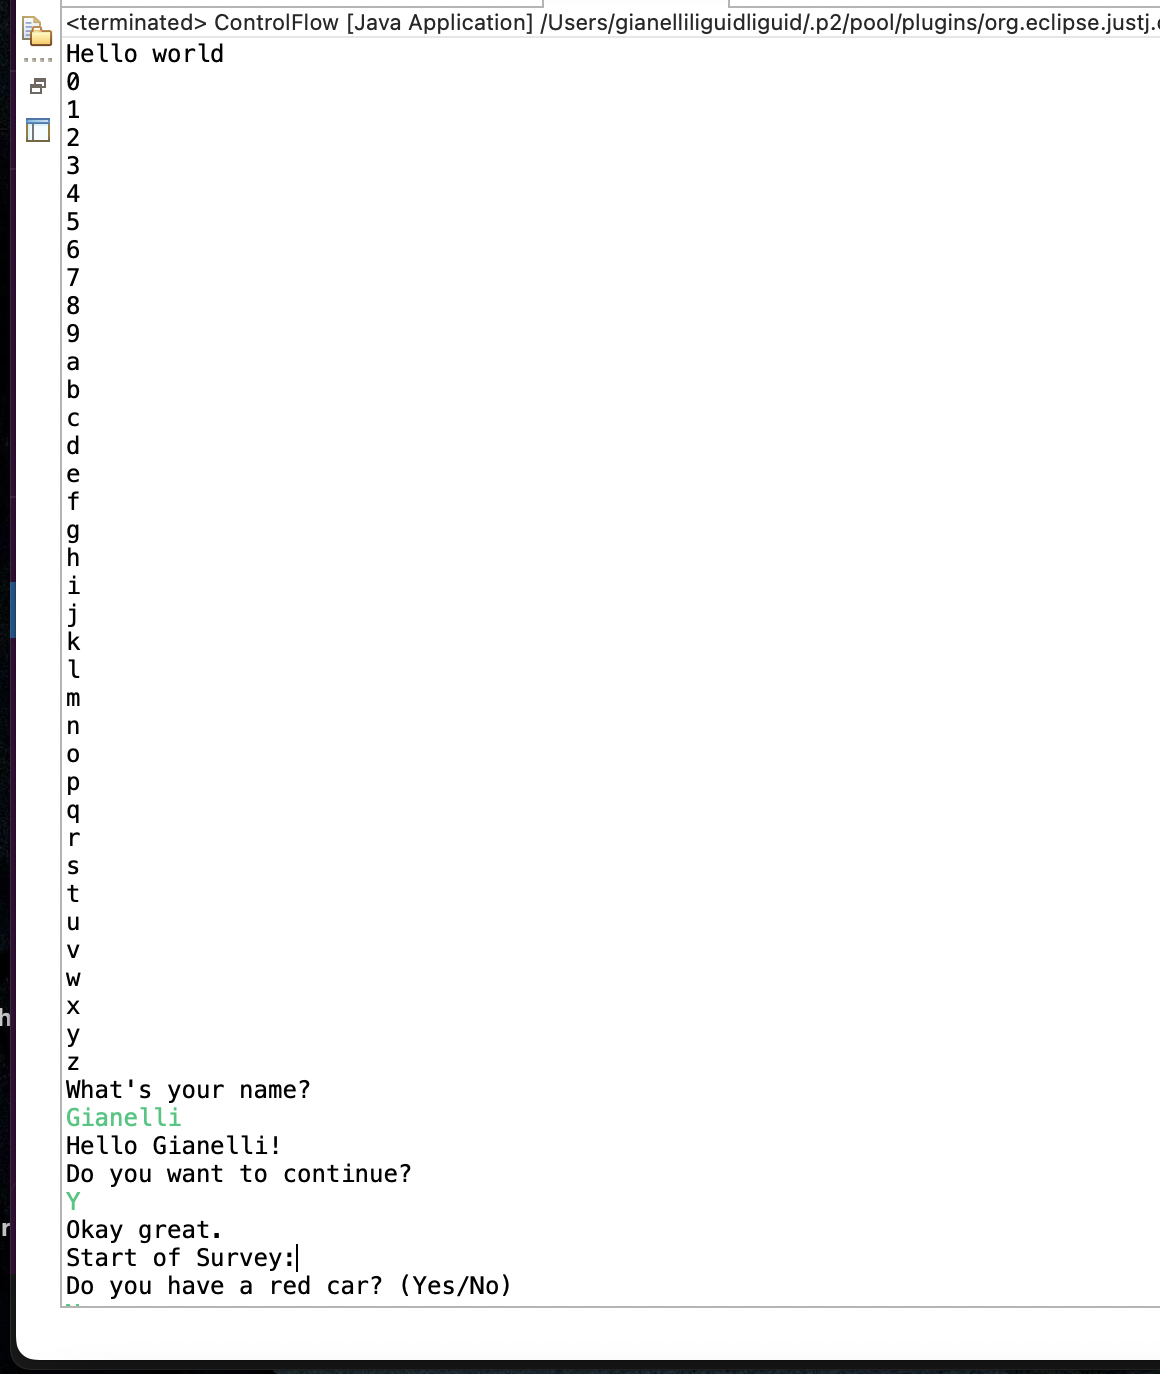 <terminated> ControlFlow [Java Application] /Users/gianelliliguidliguid/.p2/pool/plugins/org.eclipse.justj.
Hello world
0
1
2
3
4
5
6
7
8
9
a
b
c
d
e
f
g
h
i
j
k
l
m
n
o
p
q
r
s
t
u
v
w
x
y
z
What's your name?
Gianelli
Hello Gianelli!
Do you want to continue?
Y
Okay great.
Start of Survey:
Do you have a red car? (Yes/No)